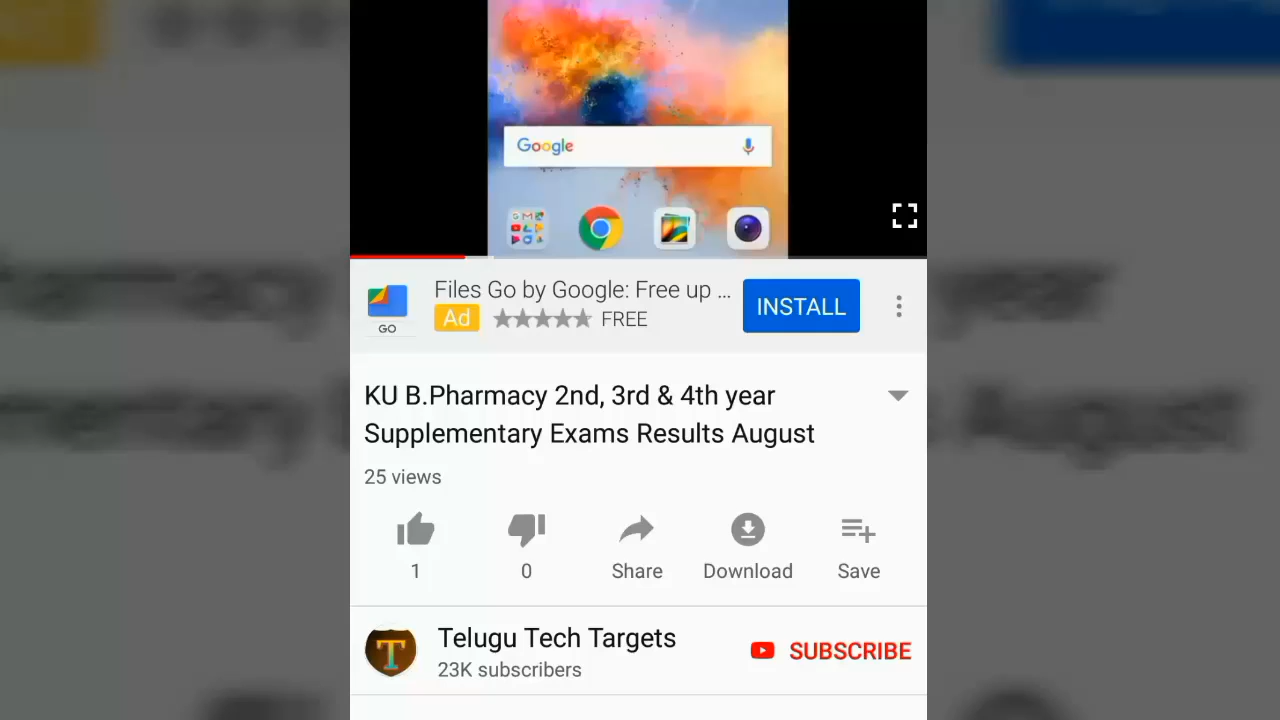 Google
Files Go by Google: Free up ...
Ad FREE
INSTALL
GO
KU B.Pharmacy 2nd, 3rd & 4th year
Supplementary Exams Results August
25 views
1
0
Share
Download
Save
T
Telugu Tech Targets
23K subscribers
SUBSCRIBE